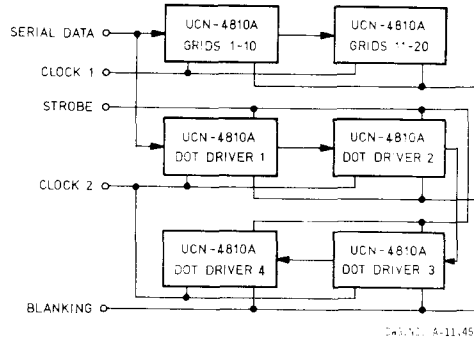 SERIAL DATA
UCN-4810A
GRIDS 1-10
UCN-4810A
GRIDS 11-20
CLOCK 1
STROBE
UCN-4810A
DOT DRIVER 1
UCN-4810A
DOT DRIVER 2
CLOCK 2
UCN-4810A
DOT DRIVER 4
UCN-4810A
DOT DRIVER 3
BLANKING
A-11,45